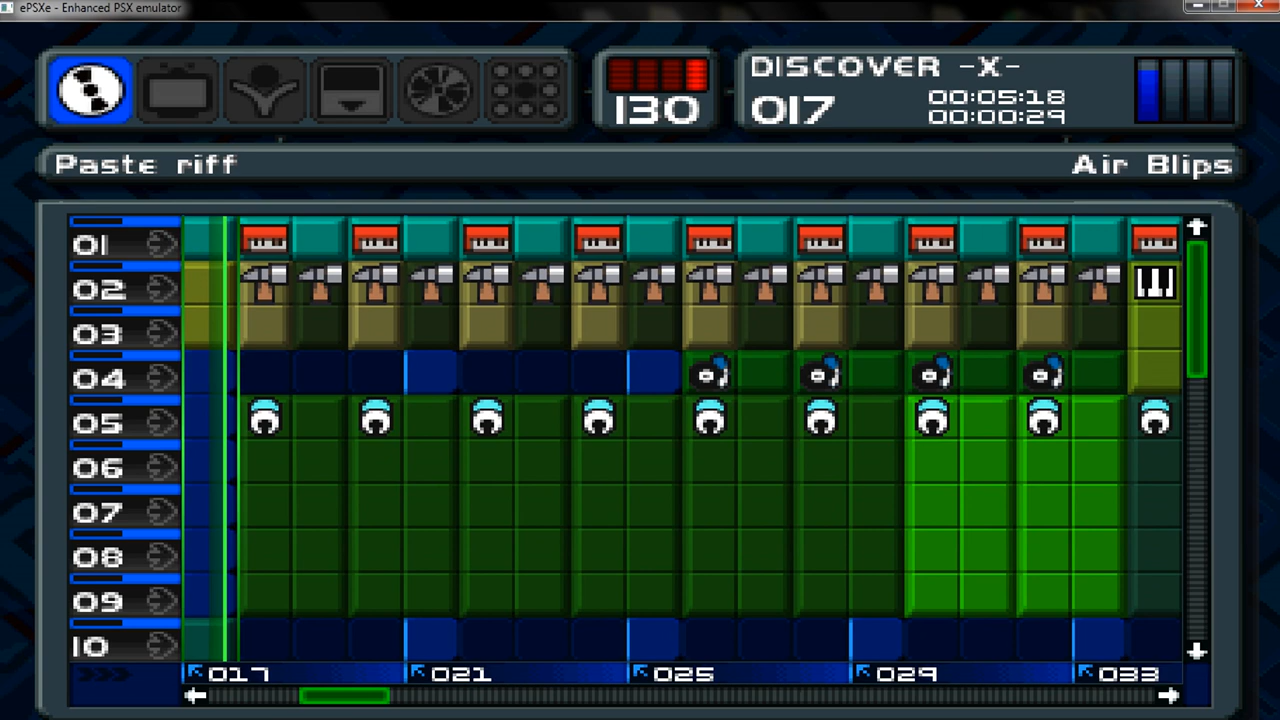 ePSXe - Enhanced PSX emulator
130
DISCOVER -X-
017
00:05:18
00:00:29
Paste riff
Air Blips
01
02
03
04
05
06
07
08
09
10
017 021 025 029 033